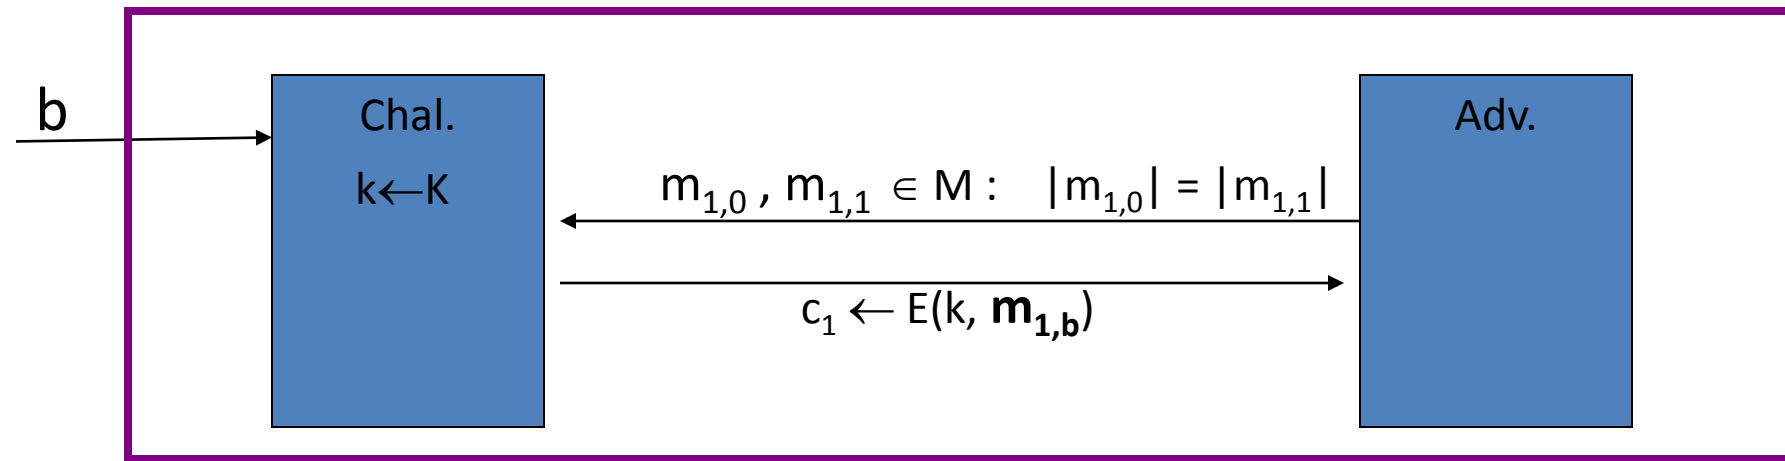 b
Chal.
Adv.
k←K
m₁,₀ , m₁,₁ ∈ M : |m₁,₀| = |m₁,₁|
c₁ ← E(k, m₁,b)